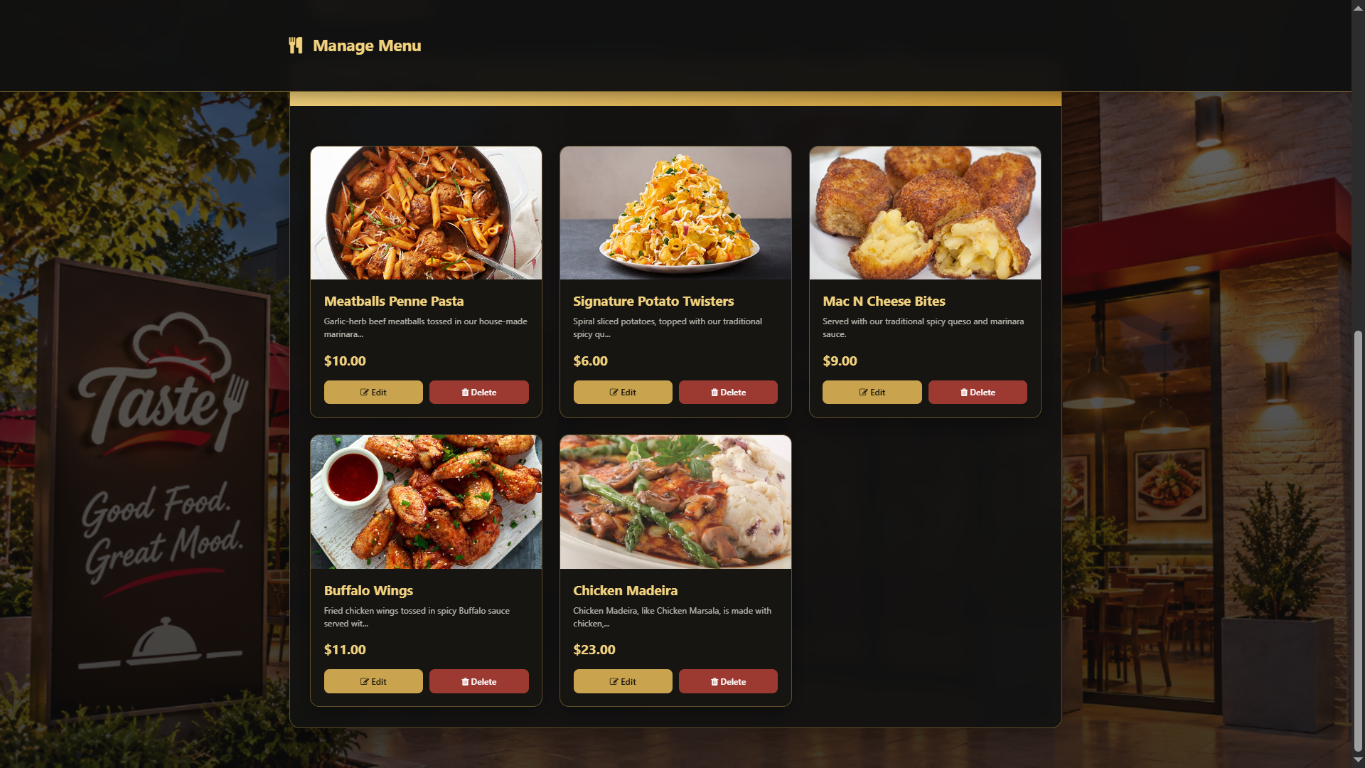 Manage Menu
Meatballs Penne Pasta
Garlic-herb beef meatballs tossed in our house-made
marinara...
$10.00
Edit
Delete
Signature Potato Twisters
Spiral sliced potatoes, topped with our traditional
spicy qu...
$6.00
Edit
Delete
Mac N Cheese Bites
Served with our traditional spicy queso and marinara
sauce.
$9.00
Edit
Delete
Taste
Good Food.
Great Mood.
Buffalo Wings
Fried chicken wings tossed in spicy Buffalo sauce
served wit...
$11.00
Edit
Delete
Chicken Madeira
Chicken Madeira, like Chicken Marsala, is made with
chicken,...
$23.00
Edit
Delete